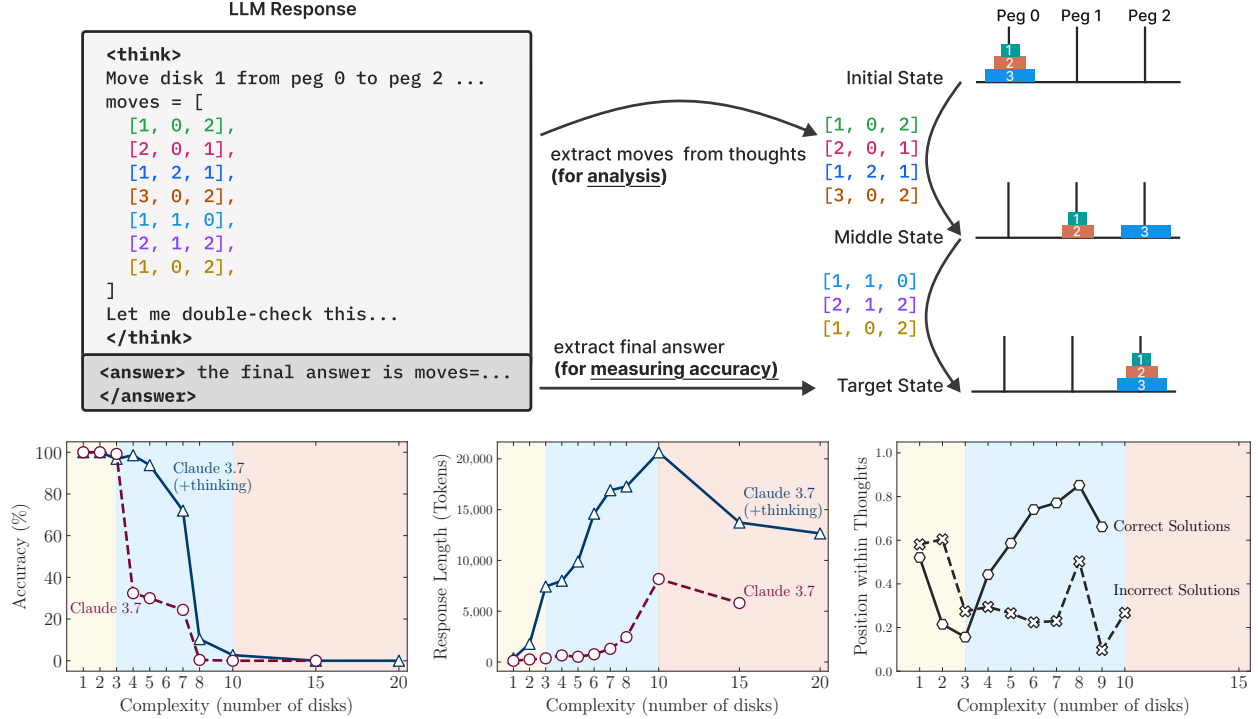 LLM Response
<think>
Move disk 1 from peg 0 to peg 2 ...
moves = [
[1, 0, 2],
[2, 0, 1],
[1, 2, 1],
[3, 0, 2],
[1, 1, 0],
[2, 1, 2],
[1, 0, 2],
]
Let me double-check this...
</think>
<answer> the final answer is moves=...
</answer>
extract moves from thoughts
(for analysis)
extract final answer
(for measuring accuracy)
Peg 0 Peg 1 Peg 2
1
2
3
Initial State
[1, 0, 2]
[2, 0, 1]
[1, 2, 1]
[3, 0, 2]
1
2 3
Middle State
[1, 1, 0]
[2, 1, 2]
[1, 0, 2]
1
2
3
Target State
Accuracy (%)
100
80
60
40
20
0
Claude 3.7
(+thinking)
Claude 3.7
1 2 3 4 5 6 7 8 10 15 20
Complexity (number of disks)
Response Length (Tokens)
20,000
15,000
10,000
5,000
0
Claude 3.7
(+thinking)
Claude 3.7
1 2 3 4 5 6 7 8 10 15 20
Complexity (number of disks)
Position within Thoughts
1.0
0.8
0.6
0.4
0.2
0.0
Correct Solutions
Incorrect Solutions
1 2 3 4 5 6 7 8 9 10 15
Complexity (number of disks)